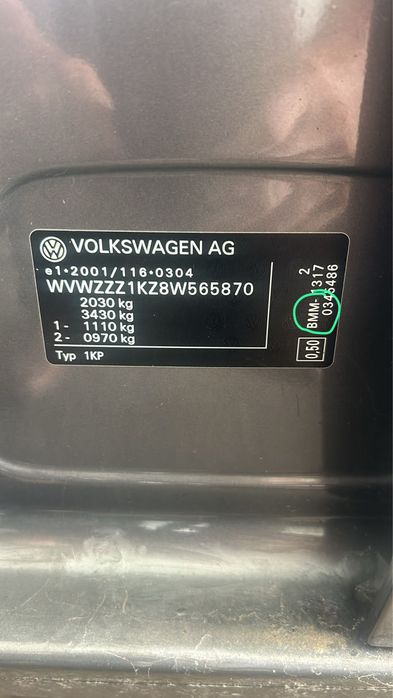 VOLKSWAGEN AG
e1*2001/116*0304
WVWZZZ1KZ8W565870
2030 kg
3430 kg
1 - 1110 kg
2 - 0970 kg
Typ 1KP
2
BMM-1317
0345486
0,50